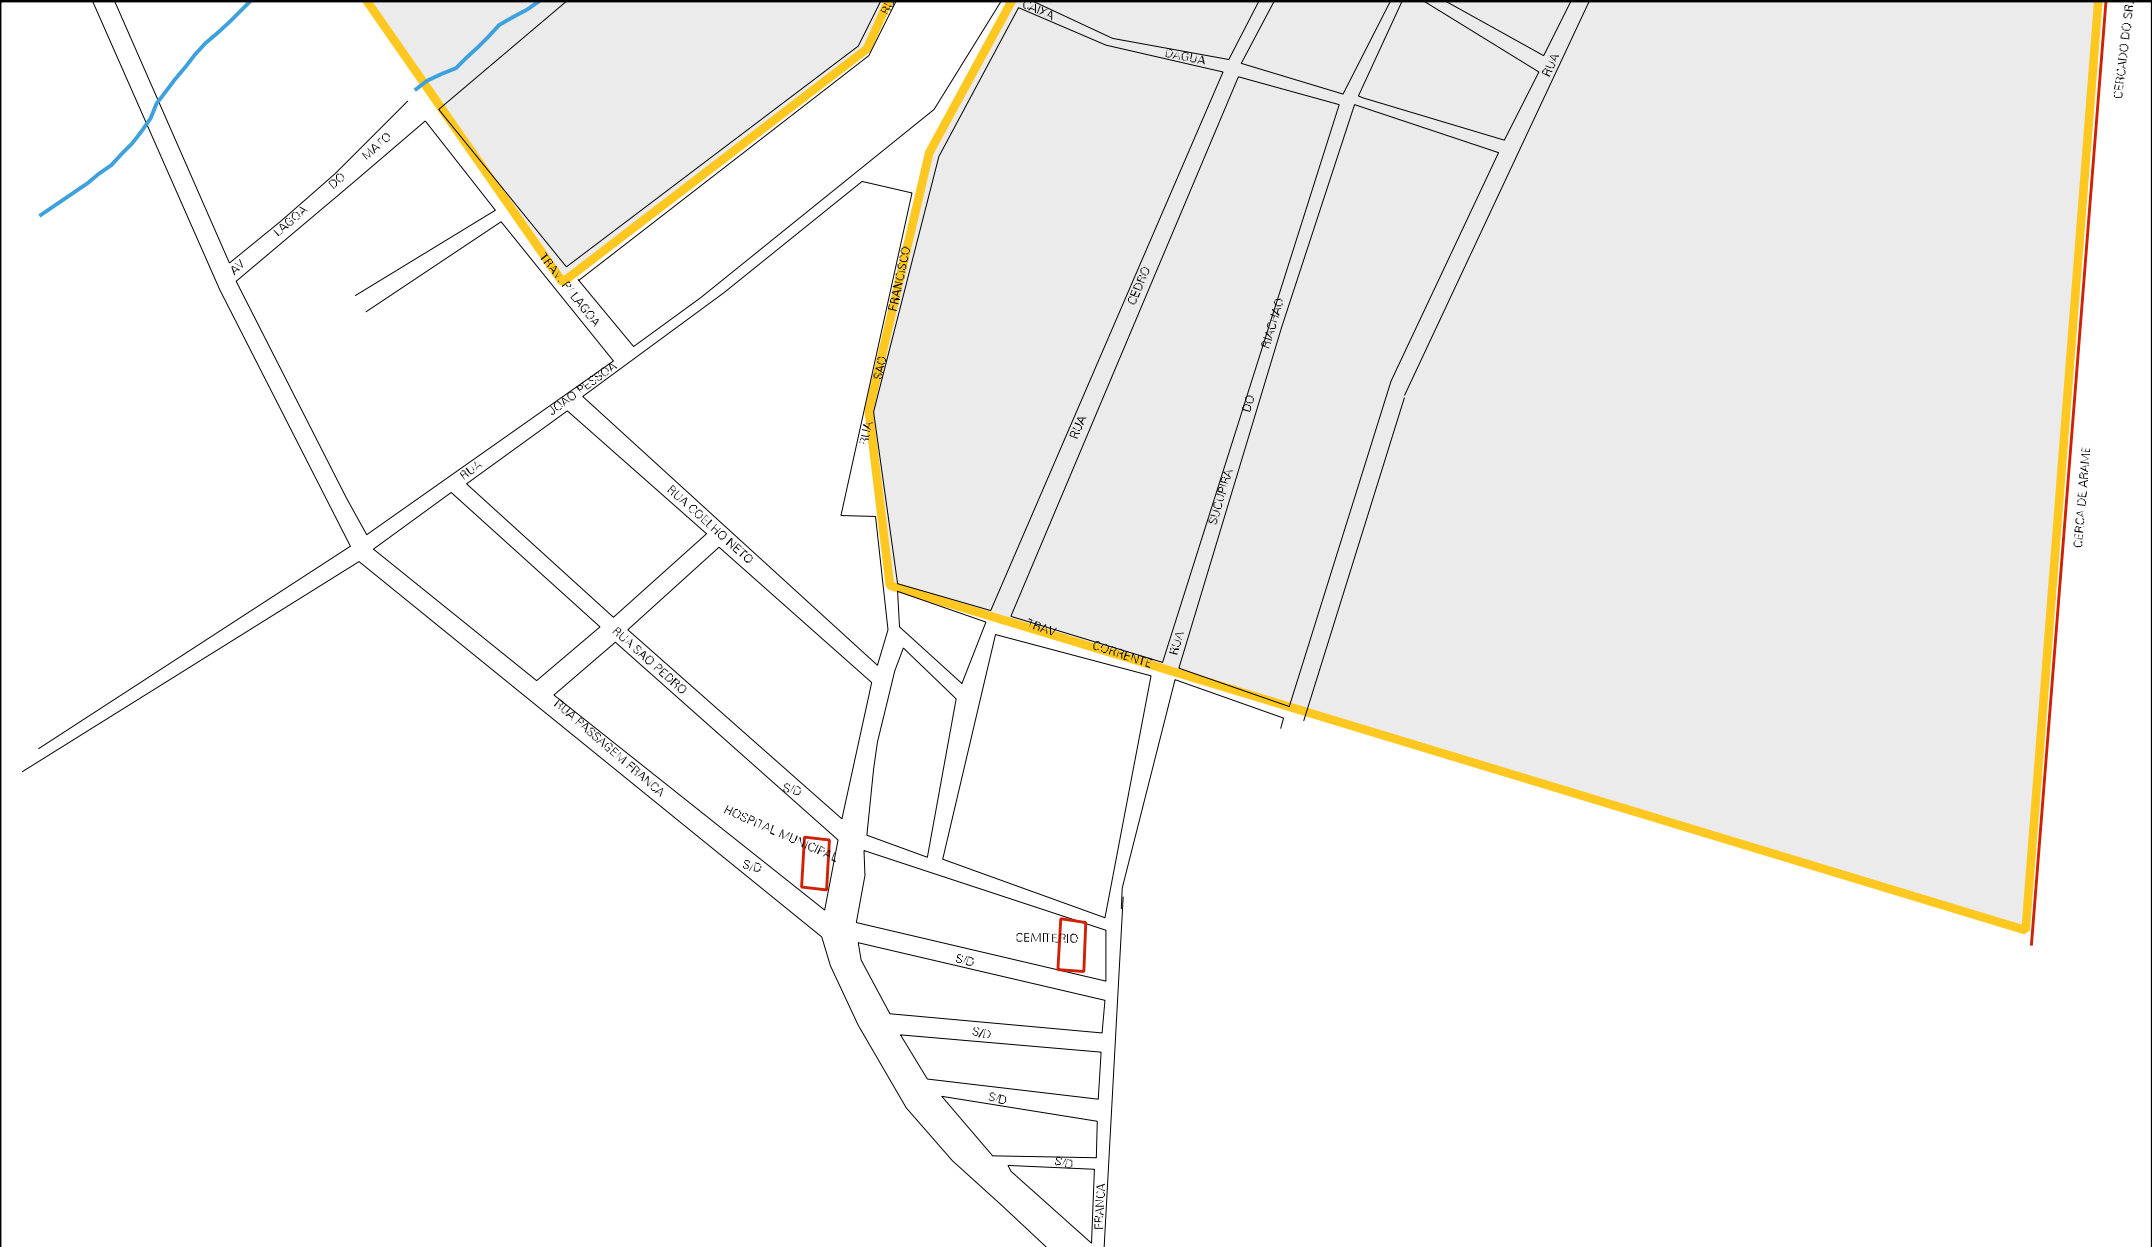 RUA
CAIXA
DAGUA
RUA
CERCADO DO SR.
AV LAGOA DO MATO
TRAV P/ LAGOA
RUA JOAO PESSOA
RUA SAO FRANCISCO
RUA CEDRO
RUA SUCUPIRA DO RIACHAO
CERCA DE ARAME
RUA COELHO NETO
TRAV CORRENTE
RUA SAO PEDRO
RUA PASSAGEM FRANCA
S/D
HOSPITAL MUNICIPAL
S/D
CEMITERIO
S/D
S/D
S/D
S/D
FRANCA